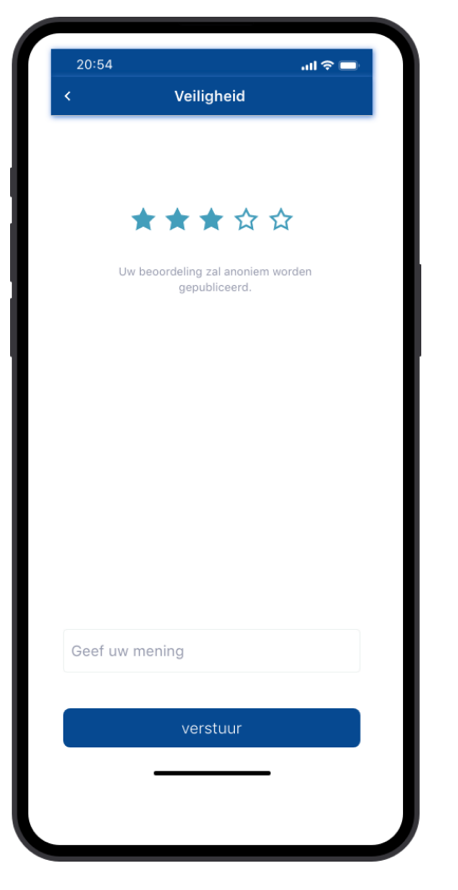 20:54
Veiligheid
Uw beoordeling zal anoniem worden
gepubliceerd.
Geef uw mening
verstuur